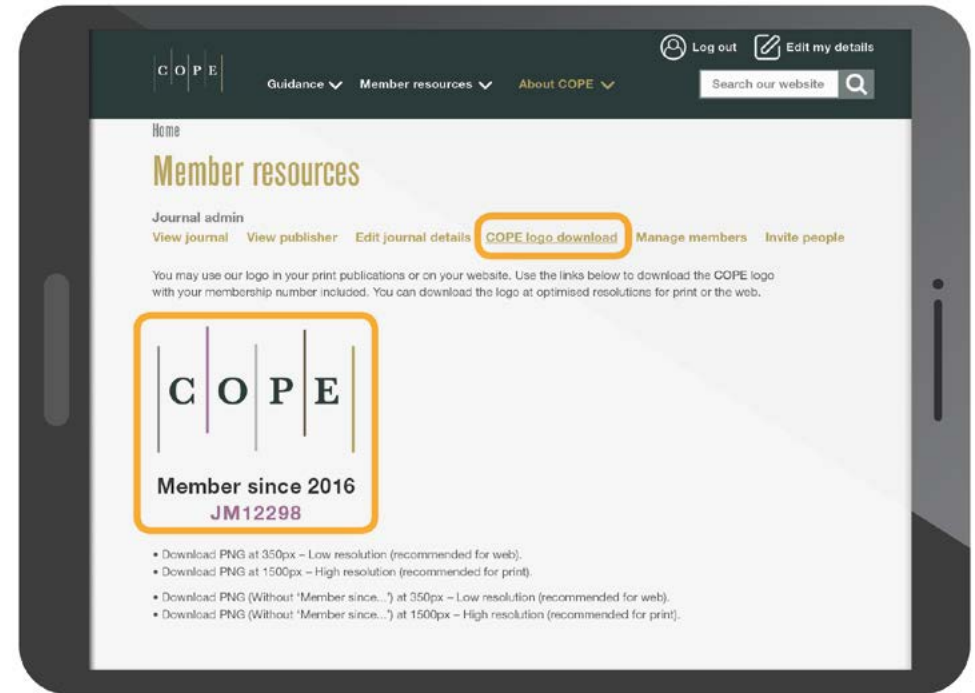 Log out Edit my details
COPE
Guidance Member resources About COPE Search our website
Home
Member resources
Journal admin
View journal View publisher Edit journal details COPE logo download Manage members Invite people
You may use our logo in your print publications or on your website. Use the links below to download the COPE logo
with your membership number included. You can download the logo at optimised resolutions for print or the web.
COPE
Member since 2016
JM12298
• Download PNG at 350px – Low resolution (recommended for web).
• Download PNG at 1500px – High resolution (recommended for print).
• Download PNG (Without 'Member since...') at 350px – Low resolution (recommended for web).
• Download PNG (Without 'Member since...') at 1500px – High resolution (recommended for print).